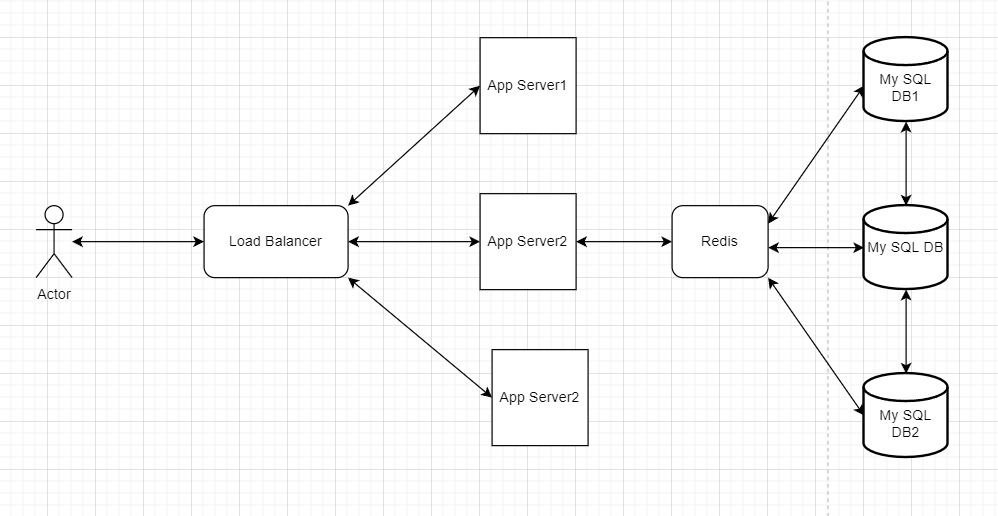 Actor
Load Balancer
App Server1
App Server2
App Server2
Redis
My SQL
DB1
My SQL DB
My SQL
DB2